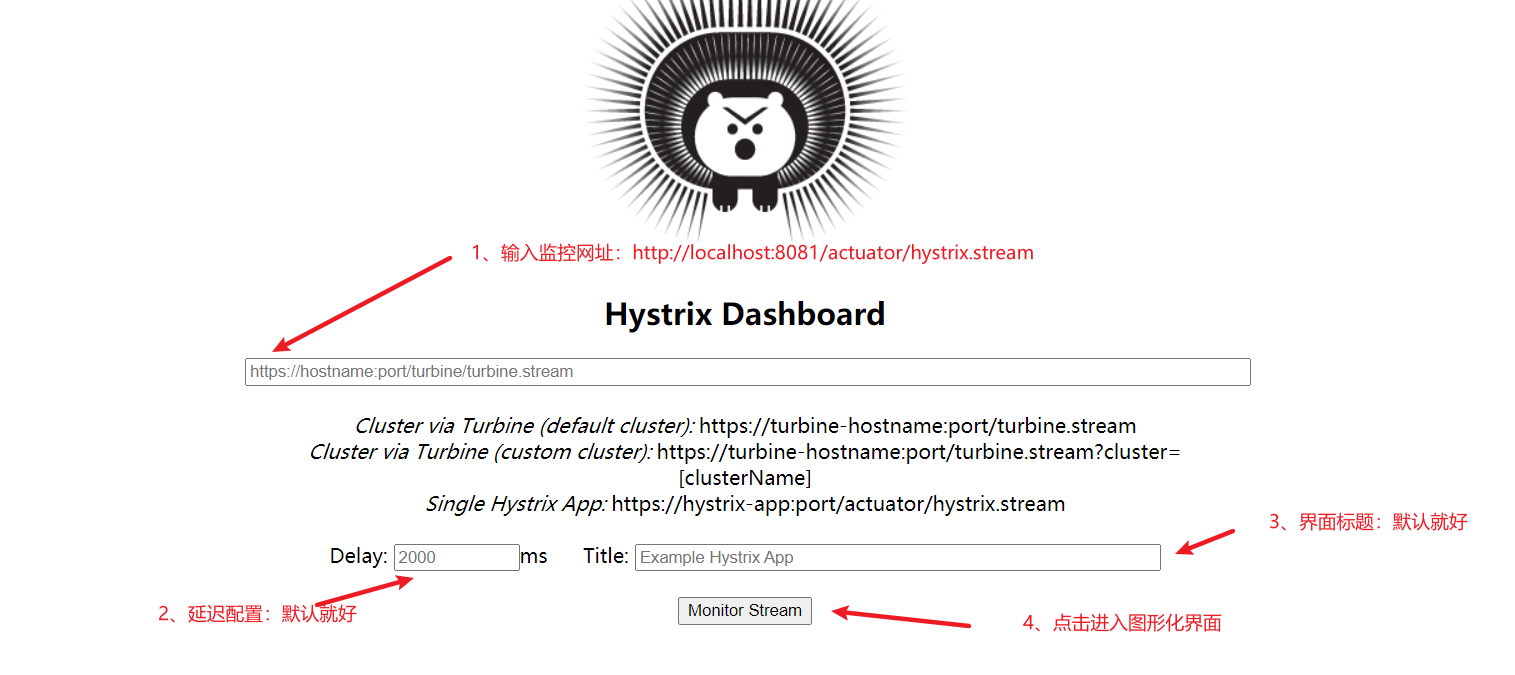 1、输入监控网址：http://localhost:8081/actuator/hystrix.stream
Hystrix Dashboard
https://hostname:port/turbine/turbine.stream
Cluster via Turbine (default cluster): https://turbine-hostname:port/turbine.stream
Cluster via Turbine (custom cluster): https://turbine-hostname:port/turbine.stream?cluster=
[clusterName]
Single Hystrix App: https://hystrix-app:port/actuator/hystrix.stream
3、界面标题：默认就好
Delay: 2000 ms Title: Example Hystrix App
2、延迟配置：默认就好
Monitor Stream
4、点击进入图形化界面